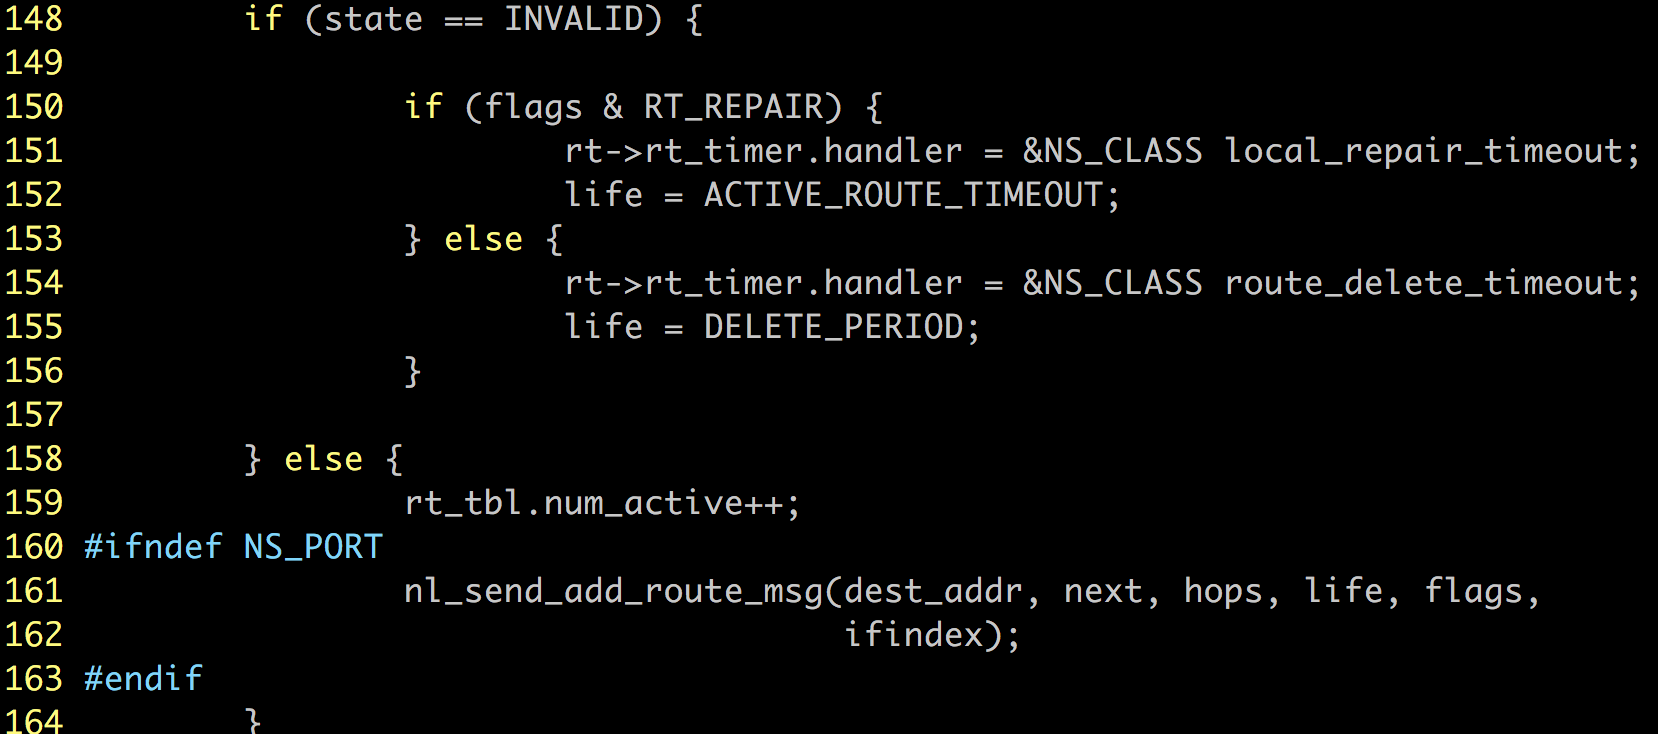 148         if (state == INVALID) {
149
150                 if (flags & RT_REPAIR) {
151                         rt->rt_timer.handler = &NS_CLASS local_repair_timeout;
152                         life = ACTIVE_ROUTE_TIMEOUT;
153                 } else {
154                         rt->rt_timer.handler = &NS_CLASS route_delete_timeout;
155                         life = DELETE_PERIOD;
156                 }
157
158         } else {
159                 rt_tbl.num_active++;
160 #ifndef NS_PORT
161                 nl_send_add_route_msg(dest_addr, next, hops, life, flags,
162                                       ifindex);
163 #endif
164         }